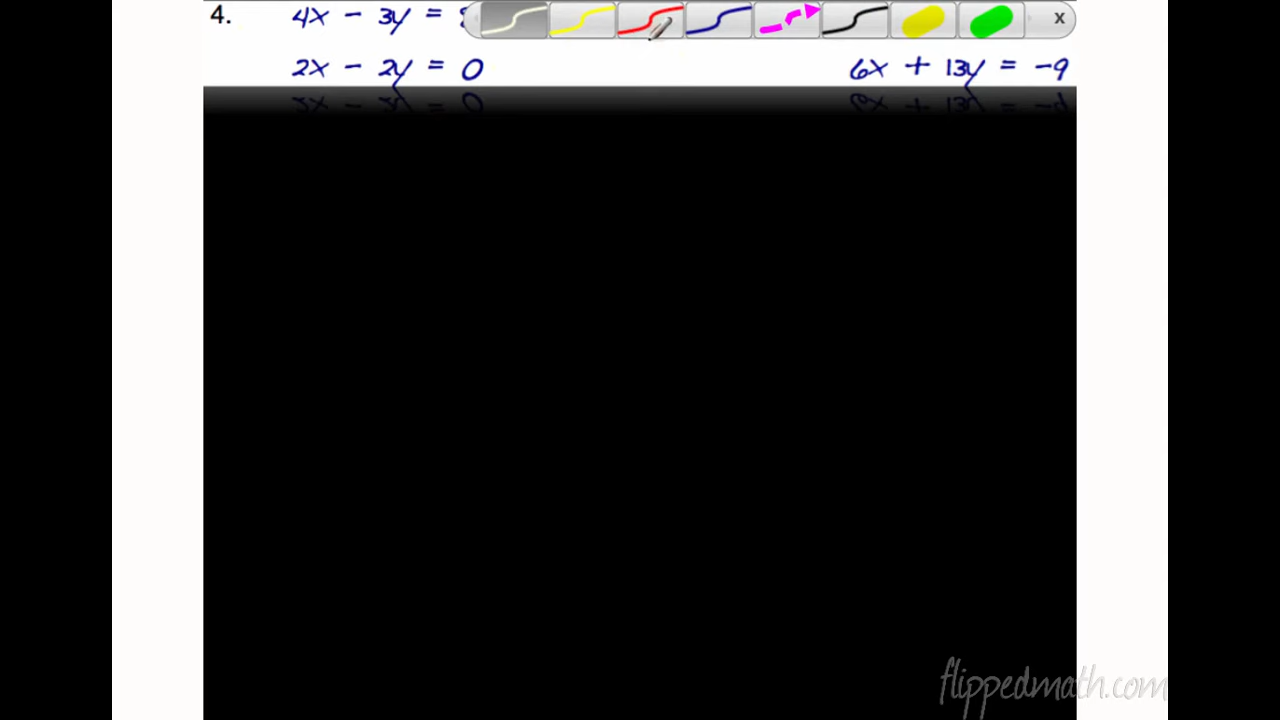 4. 4x - 3y =
x
2x - 2y = 0
6x + 13y = -9
flippedmath.com